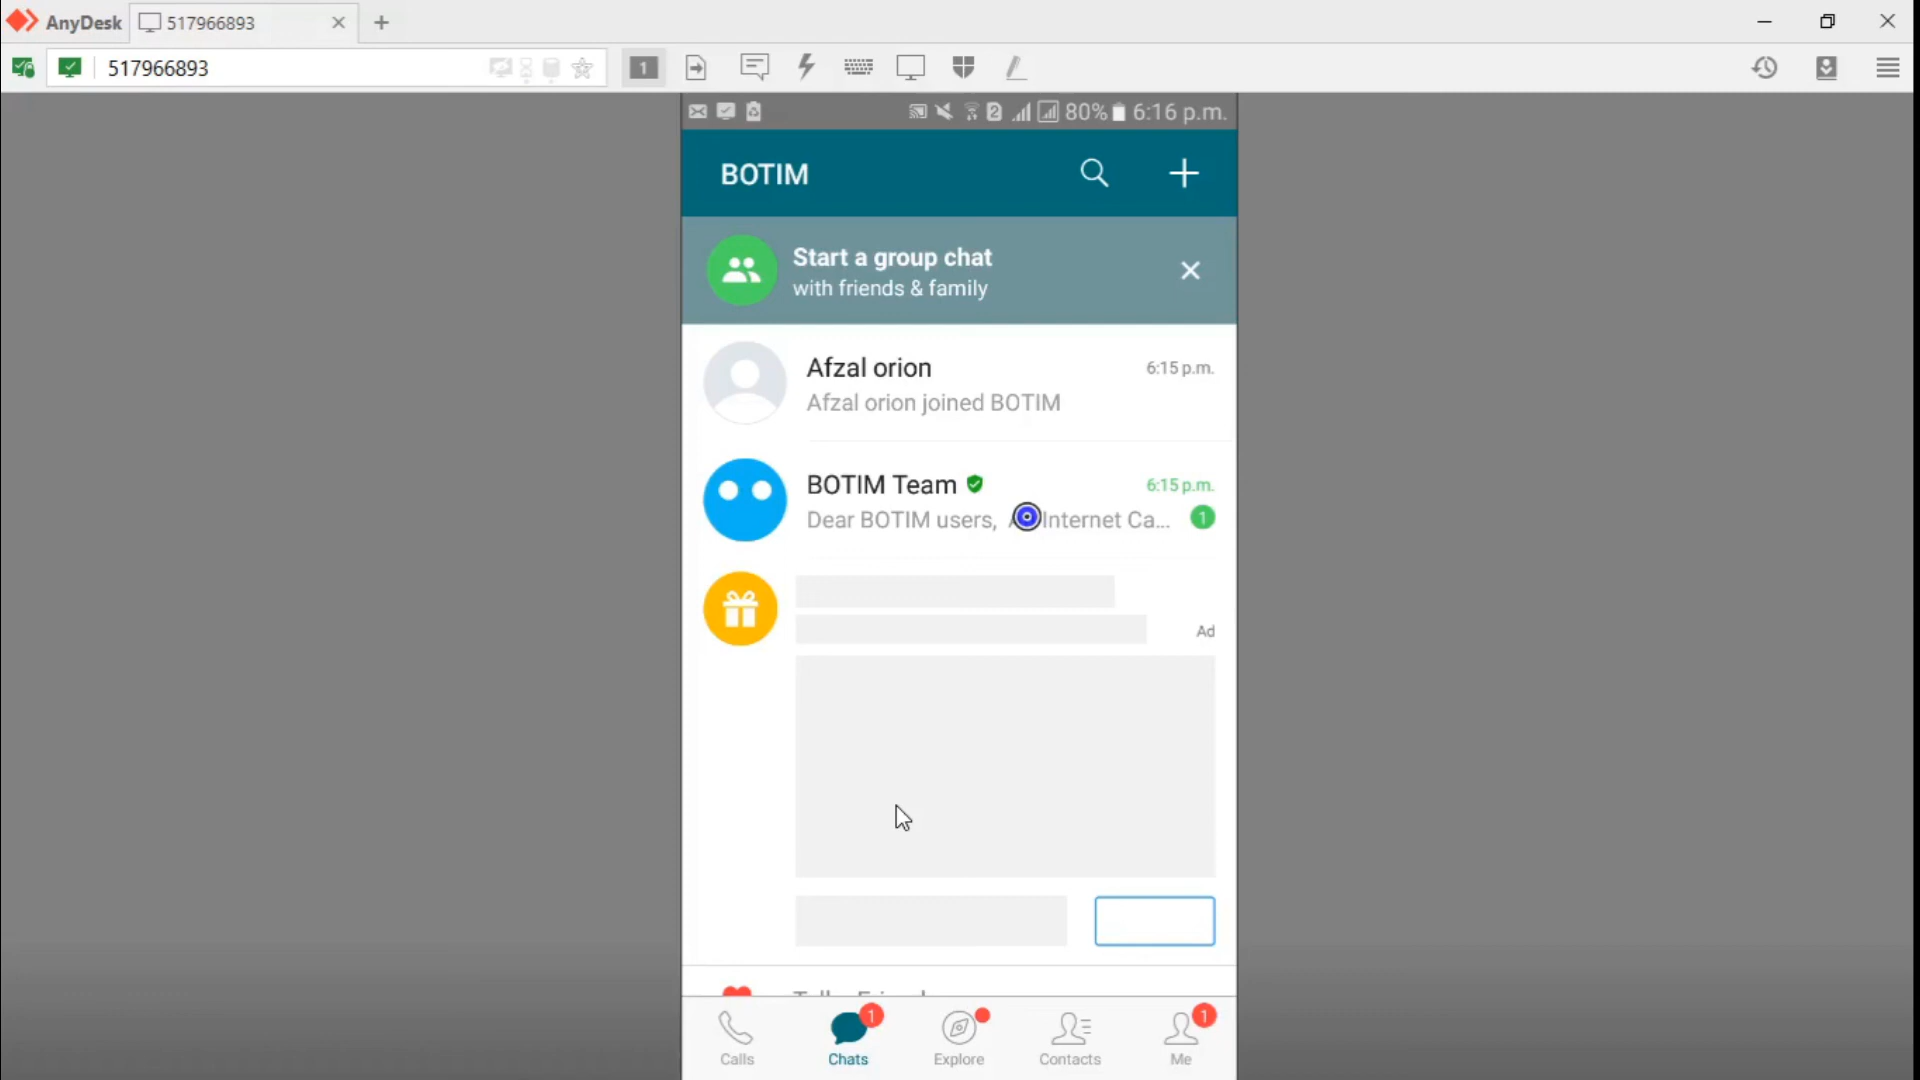 AnyDesk
517966893
517966893
1
80% 6:16 p.m.
BOTIM
Start a group chat
with friends & family
Afzal orion
6:15 p.m.
Afzal orion joined BOTIM
BOTIM Team
6:15 p.m.
Dear BOTIM users, Internet Ca...
1
Ad
1
1
Calls
Chats
Explore
Contacts
Me